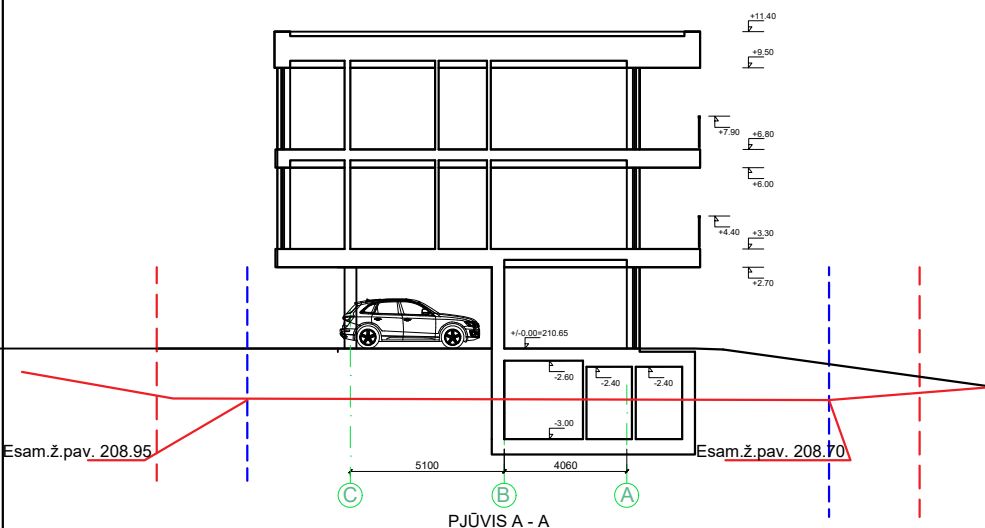 +11.40
+9.50
+7.90
+6.80
+6.00
+4.40
+3.30
+2.70
+/-0.00=210.65
-2.60
-2.40
-2.40
-3.00
Esam.ž.pav. 208.95
Esam.ž.pav. 208.70
5100
4060
C
B
A
PJŪVIS A - A